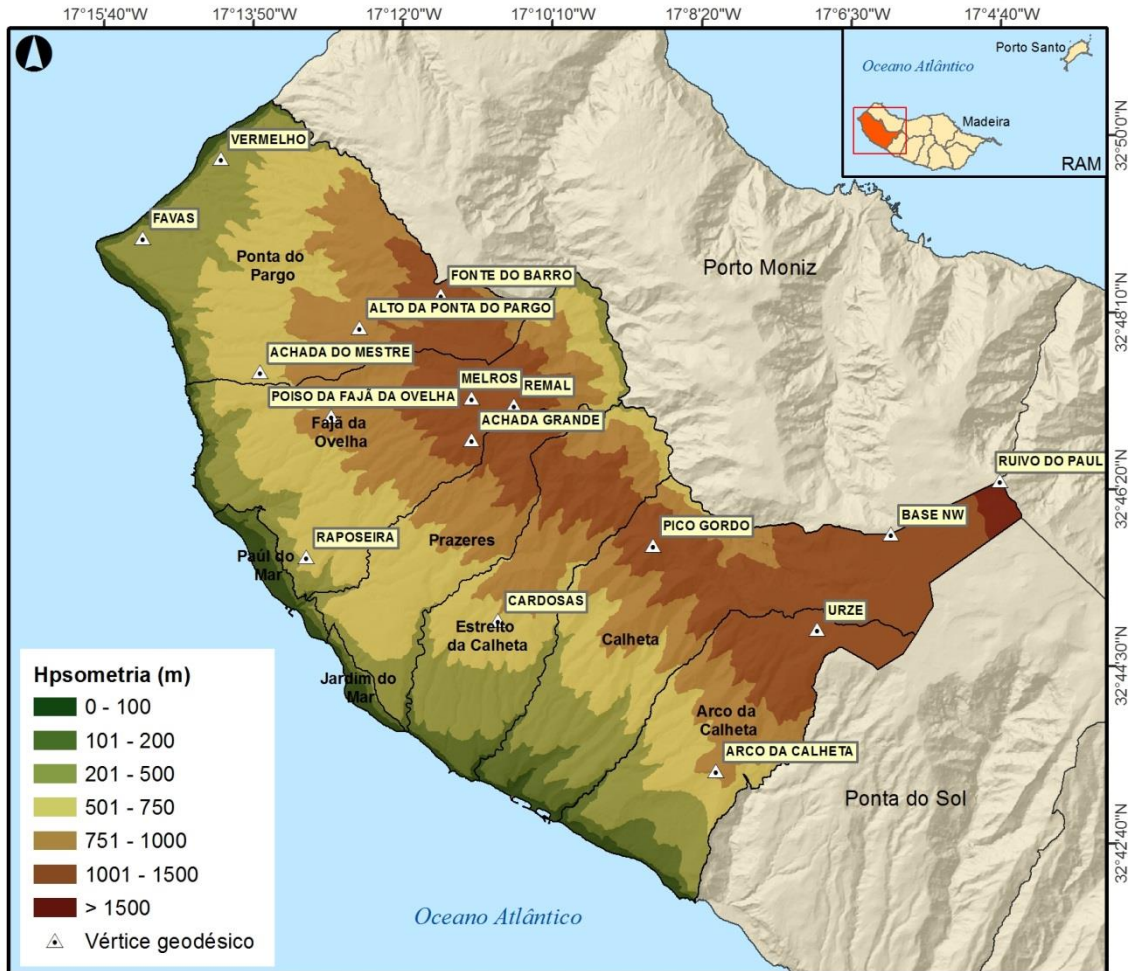 17°15'40"W
17°13'50"W
17°12'0"W
17°10'10"W
17°8'20"W
17°6'30"W
17°4'40"W
Porto Santo
Oceano Atlântico
Madeira
RAM
32°50'0"N
32°48'10"N
32°46'20"N
32°44'30"N
32°42'40"N
VERMELHO
FAVAS
Ponta do
Pargo
Porto Moniz
FONTE DO BARRO
ALTO DA PONTA DO PARGO
ACHADA DO MESTRE
MELROS
REMAL
POISO DA FAJÃ DA OVELHA
ACHADA GRANDE
Fajã da
Ovelha
RUIVO DO PAUL
BASE NW
PICO GORDO
RAPOSEIRA
Prazeres
Paúl do
Mar
CARDOSAS
URZE
Estreito
da Calheta
Calheta
Jardim do
Mar
Arco da
Calheta
ARCO DA CALHETA
Ponta do Sol
Oceano Atlântico
Hpsometria (m)
0 - 100
101 - 200
201 - 500
501 - 750
751 - 1000
1001 - 1500
> 1500
Vértice geodésico